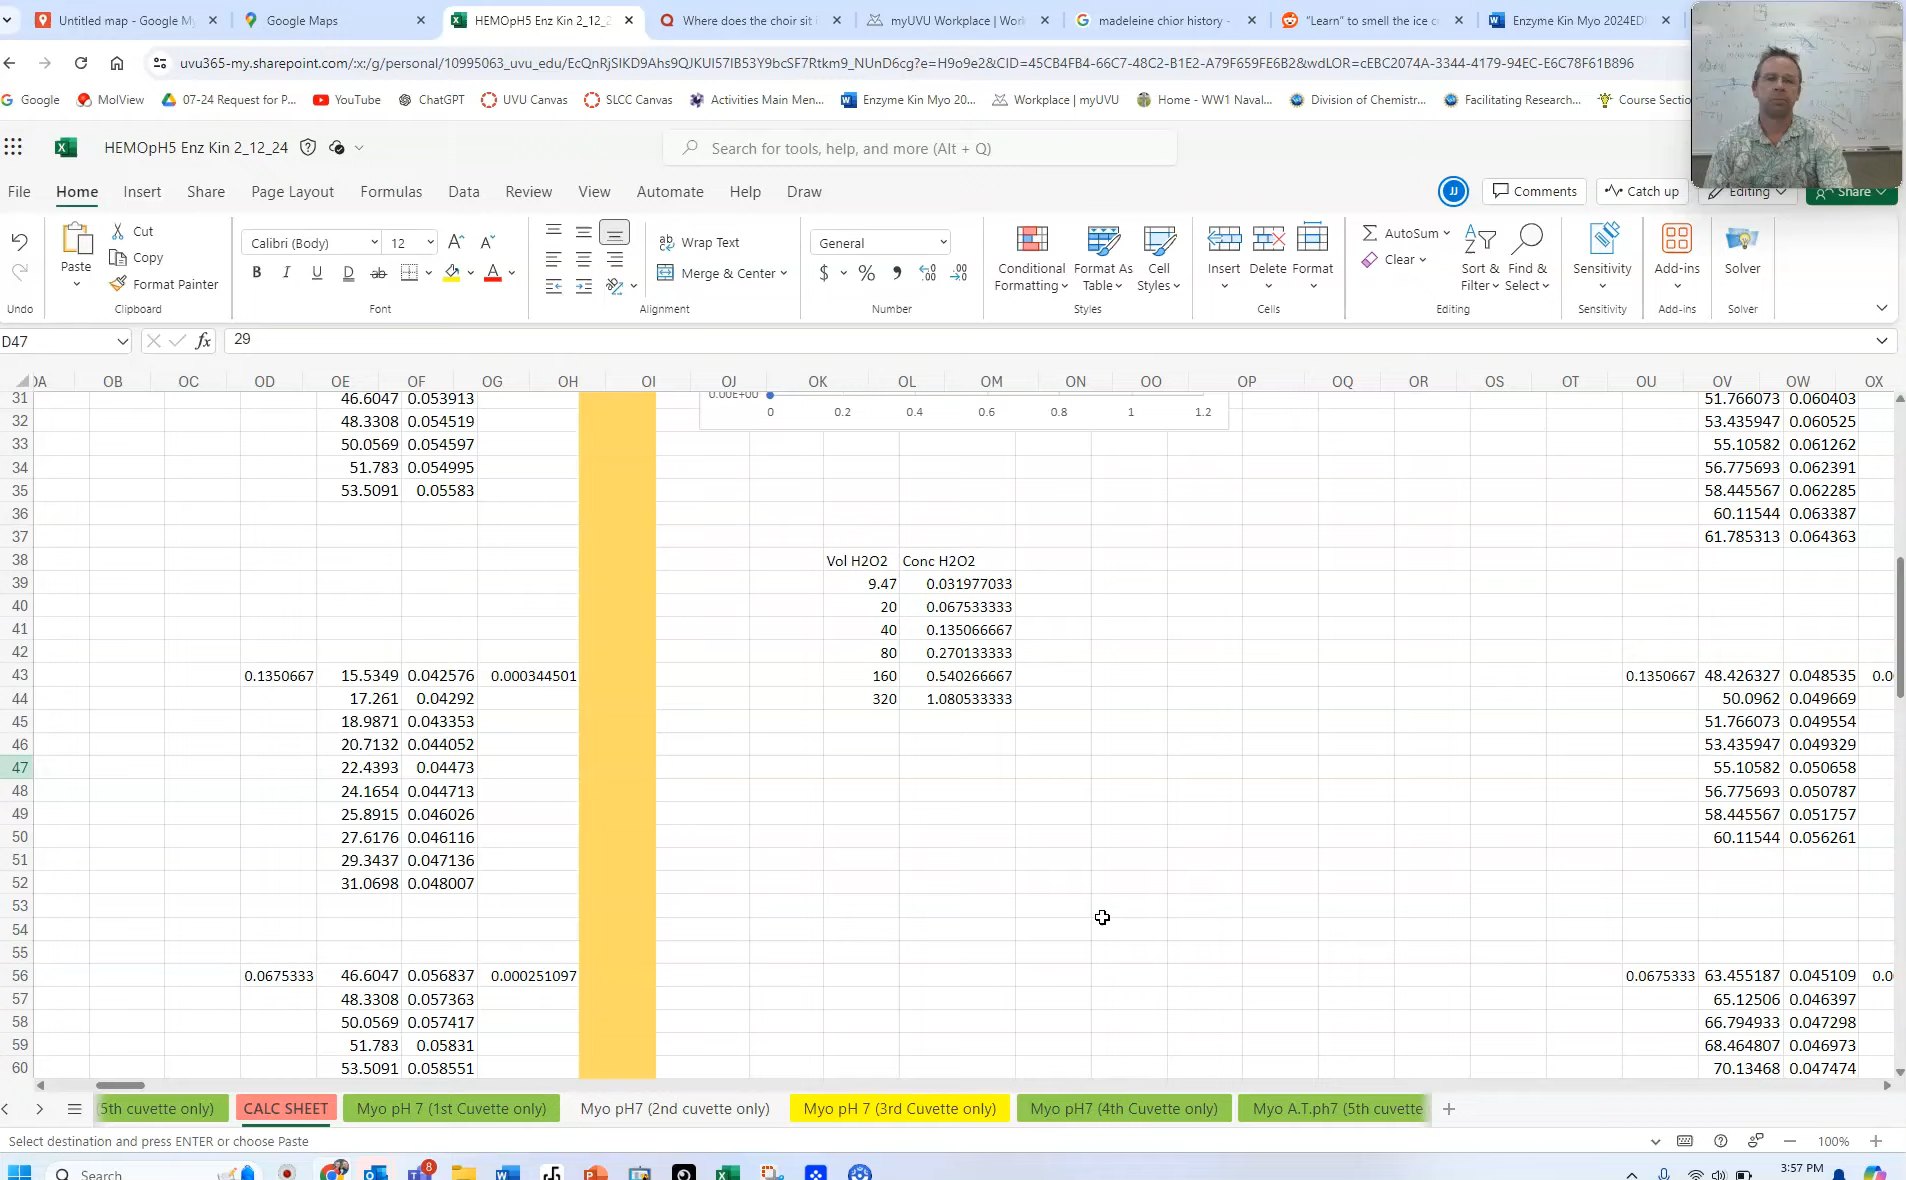 Untitled map - Google My
Google Maps
HEMOpH5 Enz Kin 2_12_2
Where does the choir sit i
myUVU Workplace | Work
madeleine chior history -
"Learn" to smell the ice c
Enzyme Kin Myo 2024ED
uvu365-my.sharepoint.com/:x:/g/personal/10995063_uvu_edu/EcQnRjSIKD9Ahs9QJKUI57IB53Y9bcSF7Rtkm9_NUnD6cg?e=H9o9e2&CID=45CB4FB4-66C7-48C2-B1E2-A79F659FE6B2&wdLOR=cEBC2074A-3344-4179-94EC-E6C78F61B896
Google MolView 07-24 Request for P... YouTube ChatGPT UVU Canvas SLCC Canvas Activities Main Men... Enzyme Kin Myo 20... Workplace | myUVU Home - WW1 Naval... Division of Chemistr... Facilitating Research... Course Sectio
HEMOpH5 Enz Kin 2_12_24
Search for tools, help, and more (Alt + Q)
File Home Insert Share Page Layout Formulas Data Review View Automate Help Draw
JJ Comments Catch up Editing Share
Paste Cut Copy Format Painter
Calibri (Body) 12
Wrap Text Merge & Center
General
Conditional Formatting Format As Table Cell Styles
Insert Delete Format
AutoSum Clear
Sort & Filter Find & Select
Sensitivity Add-ins Solver
Undo Clipboard Font Alignment Number Styles Cells Editing Sensitivity Add-ins Solver
D47 fx 29
OA OB OC OD OE OF OG OH OI OJ OK OL OM ON OO OP OQ OR OS OT OU OV OW OX
0.00E+00
31 46.6047 0.053913 51.766073 0.060403
0 0.2 0.4 0.6 0.8 1 1.2
32 48.3308 0.054519 53.435947 0.060525
33 50.0569 0.054597 55.10582 0.061262
34 51.783 0.054995 56.775693 0.062391
35 53.5091 0.05583 58.445567 0.062285
36 60.11544 0.063387
37 61.785313 0.064363
38 Vol H2O2 Conc H2O2
39 9.47 0.031977033
40 20 0.067533333
41 40 0.135066667
42 80 0.270133333
43 0.1350667 15.5349 0.042576 0.000344501 160 0.540266667 0.1350667 48.426327 0.048535 0.0
44 17.261 0.04292 320 1.080533333 50.0962 0.049669
45 18.9871 0.043353 51.766073 0.049554
46 20.7132 0.044052 53.435947 0.049329
47 22.4393 0.04473 55.10582 0.050658
48 24.1654 0.044713 56.775693 0.050787
49 25.8915 0.046026 58.445567 0.051757
50 27.6176 0.046116 60.11544 0.056261
51 29.3437 0.047136
52 31.0698 0.048007
53
54
55
56 0.0675333 46.6047 0.056837 0.000251097 0.0675333 63.455187 0.045109 0.0
57 48.3308 0.057363 65.12506 0.046397
58 50.0569 0.057417 66.794933 0.047298
59 51.783 0.05831 68.464807 0.046973
60 53.5091 0.058551 70.13468 0.047474
5th cuvette only) CALC SHEET Myo pH 7 (1st Cuvette only) Myo pH7 (2nd cuvette only) Myo pH 7 (3rd Cuvette only) Myo pH7 (4th Cuvette only) Myo A.T.ph7 (5th cuvette
Select destination and press ENTER or choose Paste
100%
Search
8
3:57 PM